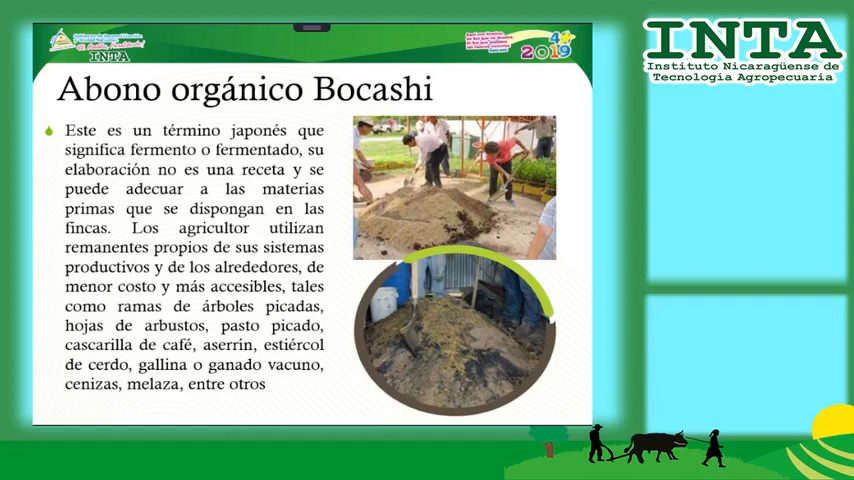 INTA
4
2019
Abono orgánico Bocashi
Este es un término japonés que
significa fermento o fermentado, su
elaboración no es una receta y se
puede adecuar a las materias
primas que se dispongan en las
fincas. Los agricultor utilizan
remanentes propios de sus sistemas
productivos y de los alrededores, de
menor costo y más accesibles, tales
como ramas de árboles picadas,
hojas de arbustos, pasto picado,
cascarilla de café, aserrín, estiércol
de cerdo, gallina o ganado vacuno,
cenizas, melaza, entre otros
INTA
Instituto Nicaragüense de
Tecnología Agropecuaria